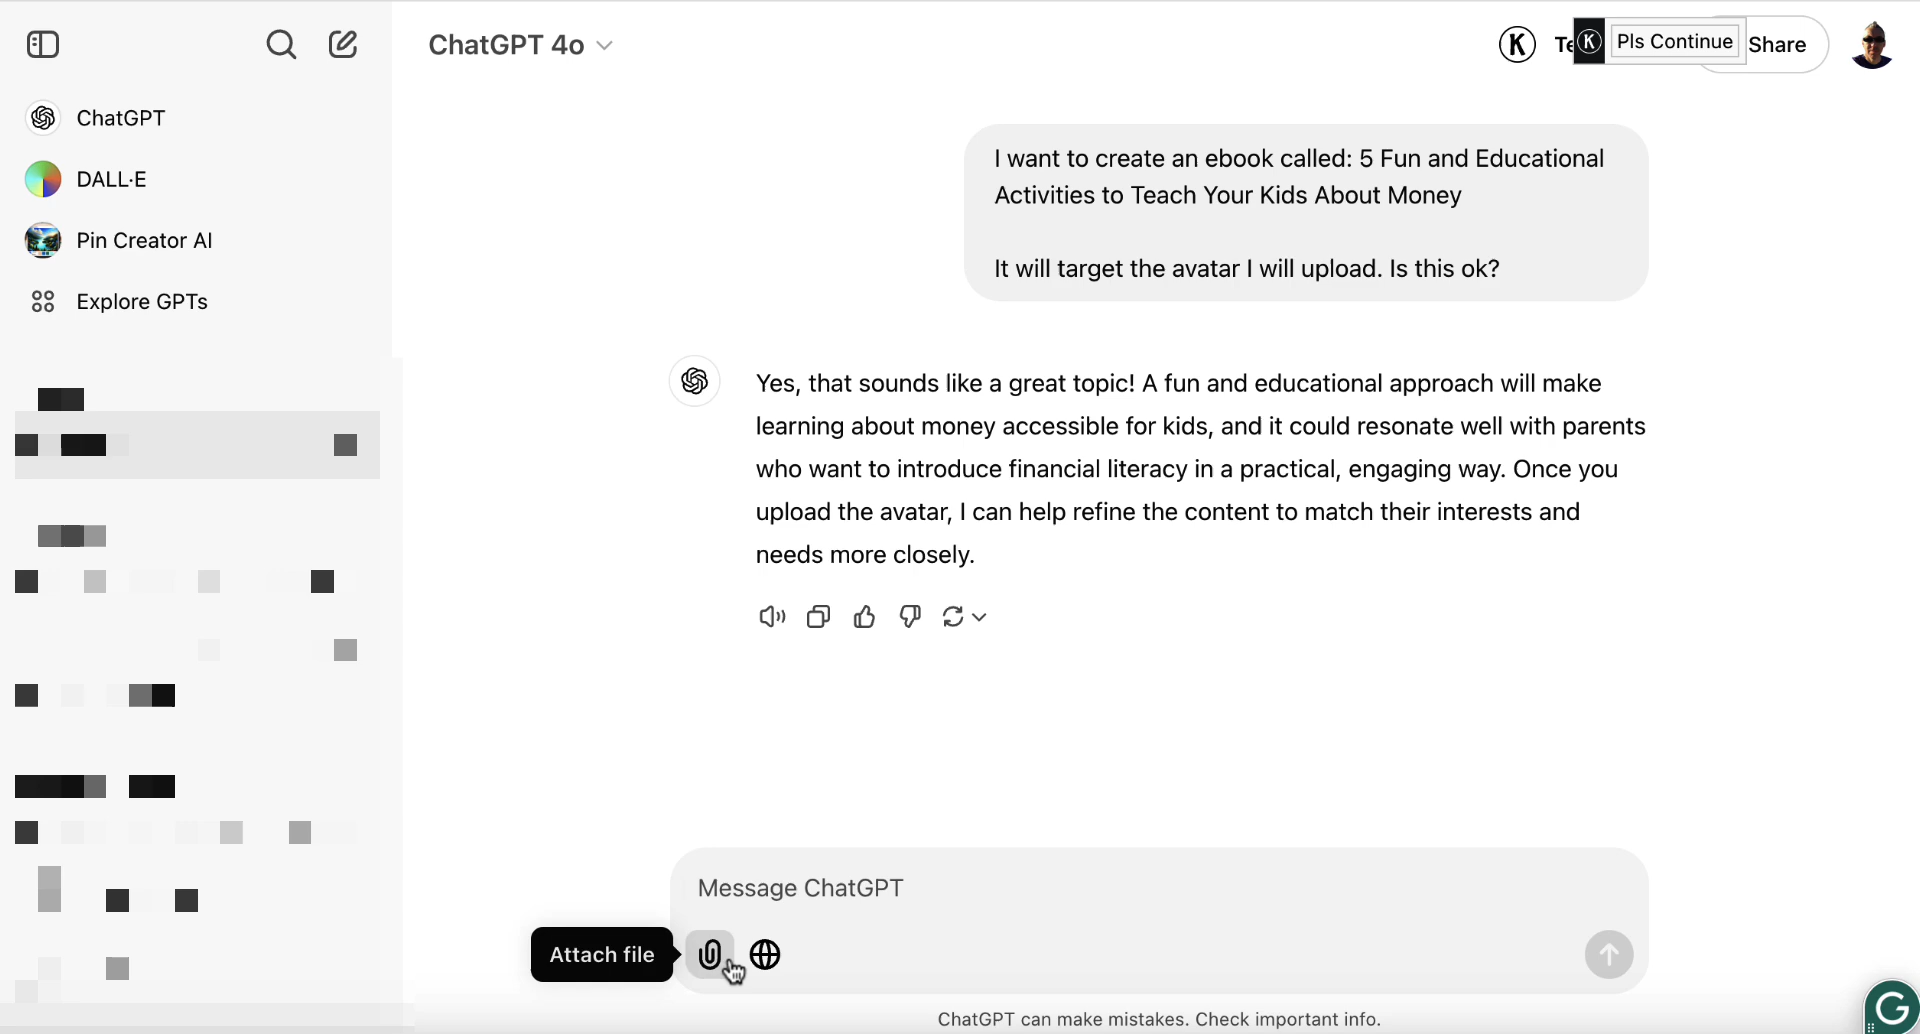 ChatGPT 4o
K
K
Pls Continue
Share
ChatGPT
DALL·E
Pin Creator AI
Explore GPTs
I want to create an ebook called: 5 Fun and Educational
Activities to Teach Your Kids About Money
It will target the avatar I will upload. Is this ok?
Yes, that sounds like a great topic! A fun and educational approach will make
learning about money accessible for kids, and it could resonate well with parents
who want to introduce financial literacy in a practical, engaging way. Once you
upload the avatar, I can help refine the content to match their interests and
needs more closely.
Message ChatGPT
Attach file
ChatGPT can make mistakes. Check important info.
G